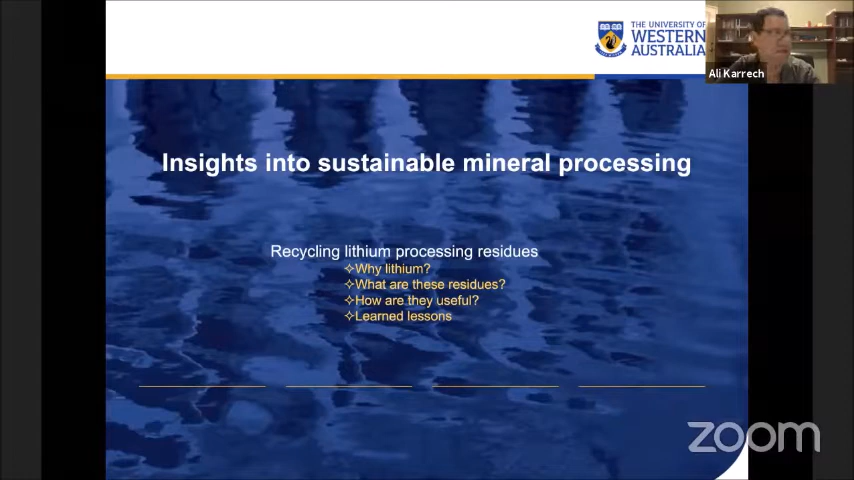 THE UNIVERSITY OF
WESTERN
AUSTRALIA
Ali Karrech
Insights into sustainable mineral processing
Recycling lithium processing residues
✧Why lithium?
✧What are these residues?
✧How are they useful?
✧Learned lessons
zoom